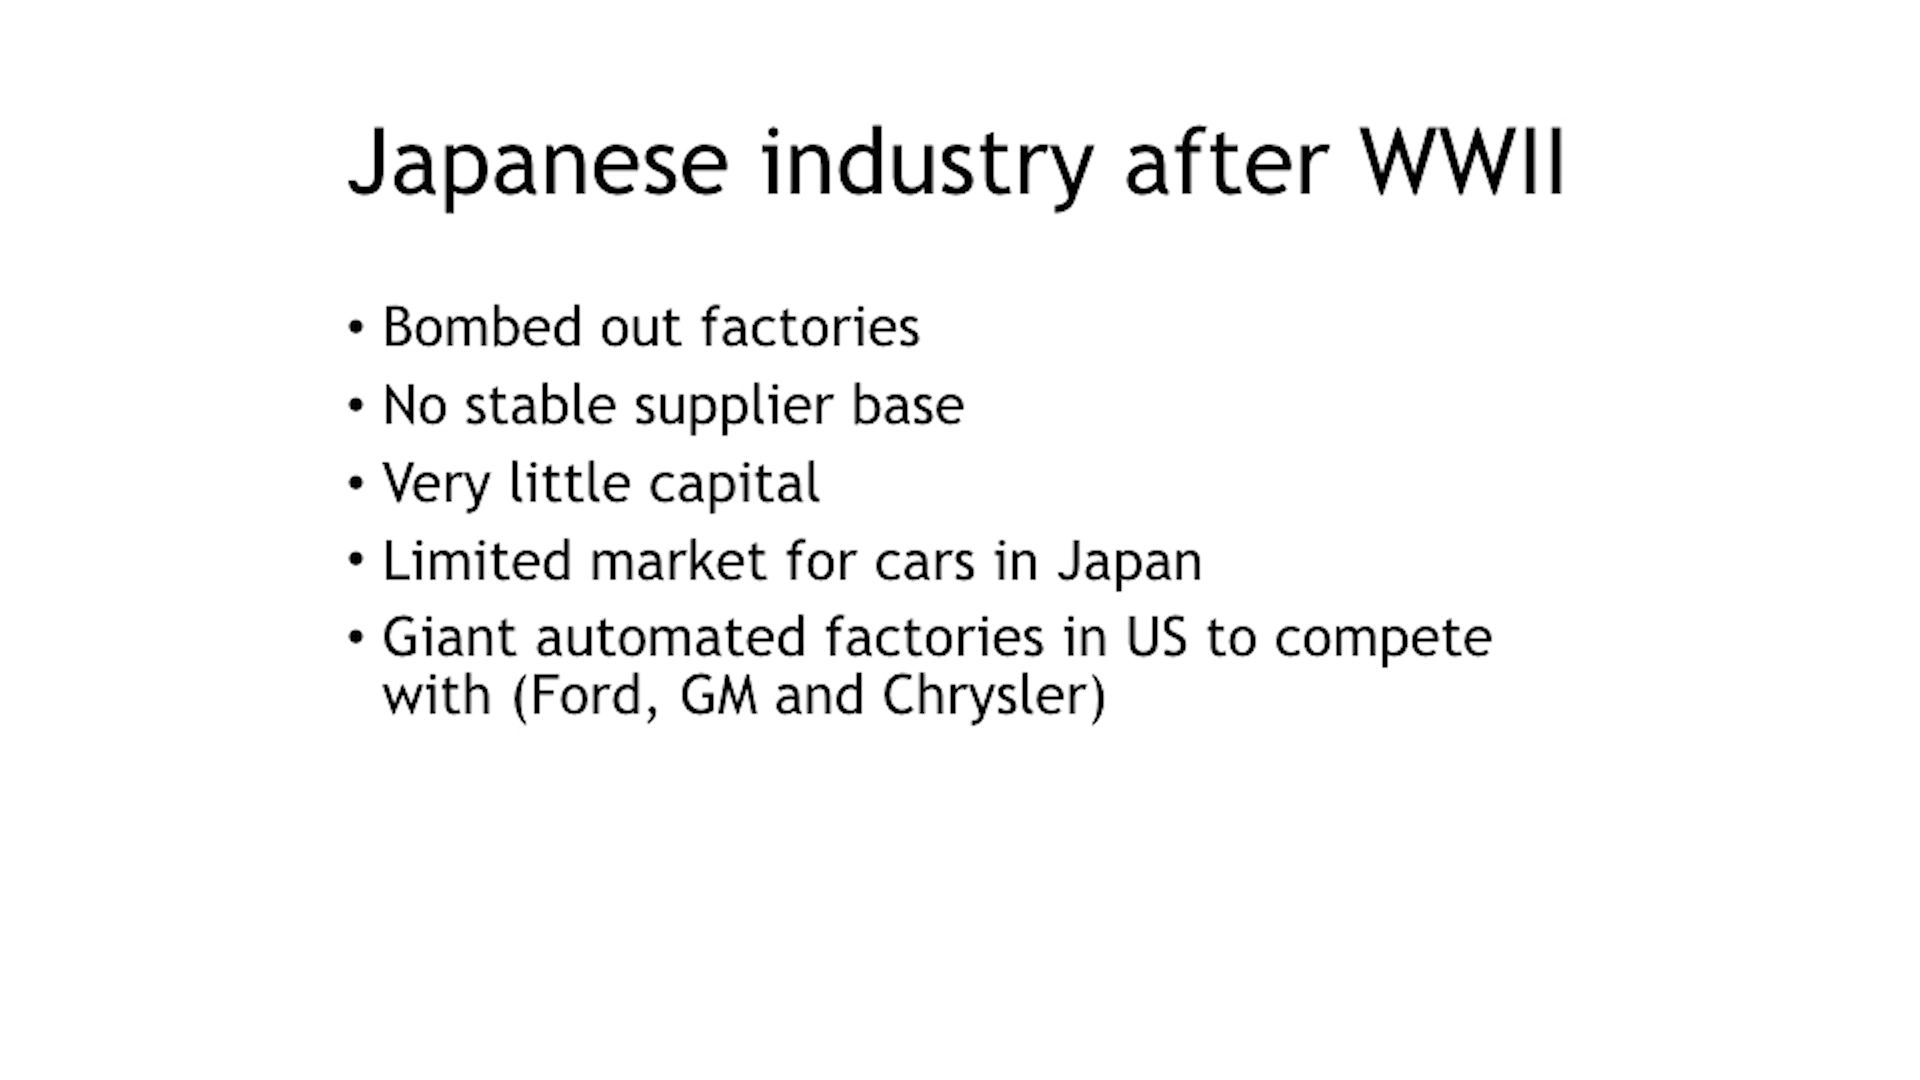 Japanese industry after WWII
• Bombed out factories
• No stable supplier base
• Very little capital
• Limited market for cars in Japan
• Giant automated factories in US to compete
with (Ford, GM and Chrysler)